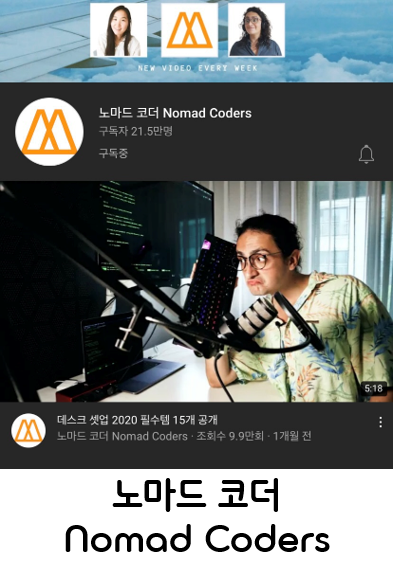 NEW VIDEO EVERY WEEK
노마드 코더 Nomad Coders
구독자 21.5만명
구독중
5:18
데스크 셋업 2020 필수템 15개 공개
노마드 코더 Nomad Coders · 조회수 9.9만회 · 1개월 전
노마드 코더
Nomad Coders